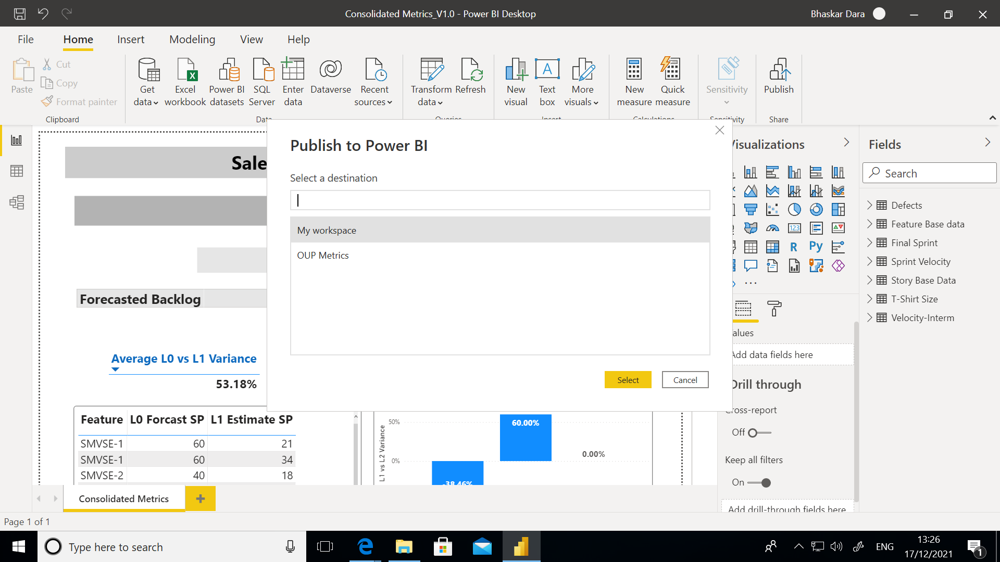 Consolidated Metrics_V1.0 - Power BI Desktop
Bhaskar Dara
File Home Insert Modeling View Help
Paste
Cut
Copy
Format painter
Clipboard
Get data
Excel workbook
Power BI datasets
SQL Server
Enter data
Dataverse
Recent sources
Data
Transform data
Refresh
Queries
New visual
Text box
More visuals
Insert
New measure
Quick measure
Calculations
Sensitivity
Sensitivity
Publish
Share
Sale
Forecasted Backlog
Average L0 vs L1 Variance
53.18%
Feature L0 Forcast SP L1 Estimate SP
SMVSE-1 60 21
SMVSE-1 60 34
SMVSE-2 40 18
Publish to Power BI
Select a destination
My workspace
OUP Metrics
Select
Cancel
L1 vs L2 Variance
50%
0%
60.00%
0.00%
-38.46%
Visualizations
123
R
Py
...
Values
Add data fields here
Drill through
Cross-report
Off
Keep all filters
On
Add drill-through fields here
Fields
Search
Defects
Feature Base data
Final Sprint
Sprint Velocity
Story Base Data
T-Shirt Size
Velocity-Interm
Consolidated Metrics
Page 1 of 1
Type here to search
ENG
13:26
17/12/2021
1